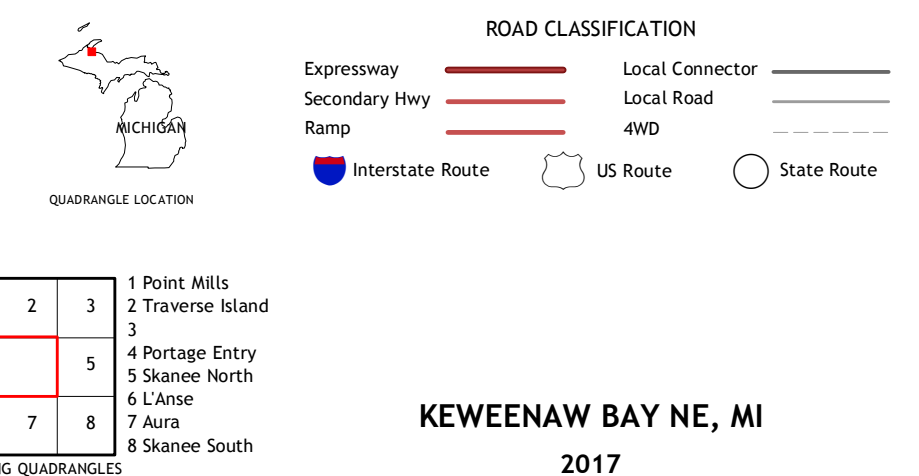 MICHIGAN
QUADRANGLE LOCATION
ROAD CLASSIFICATION
Expressway
Secondary Hwy
Ramp
Local Connector
Local Road
4WD
Interstate Route
US Route
State Route
2 3
5
7 8
1 Point Mills
2 Traverse Island
3
4 Portage Entry
5 Skanee North
6 L'Anse
7 Aura
8 Skanee South
QUADRANGLES
KEWEENAW BAY NE, MI
2017